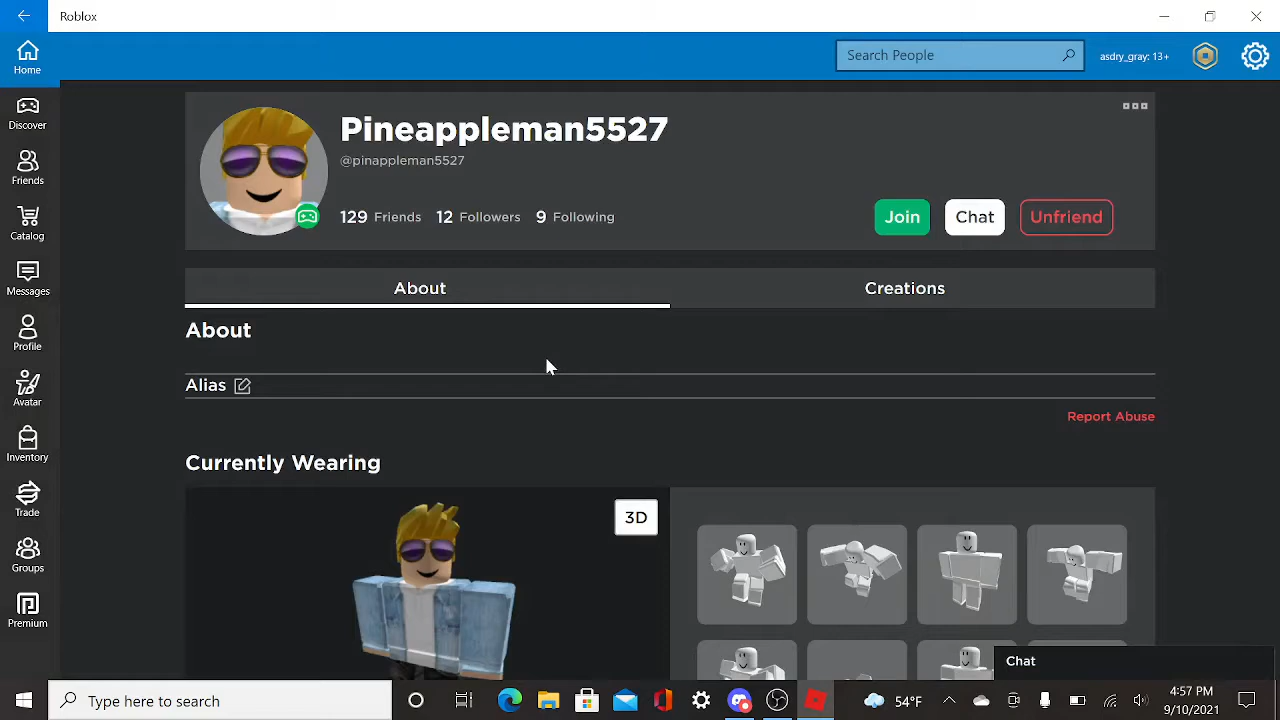 Roblox
Home
Search People
asdry_gray: 13+
Discover
Friends
Catalog
Messages
Profile
Avatar
Inventory
Trade
Groups
Premium
Pineappleman5527
@pinappleman5527
129 Friends 12 Followers 9 Following
Join Chat Unfriend
About Creations
About
Alias
Report Abuse
Currently Wearing
3D
Chat
Type here to search
54°F
4:57 PM
9/10/2021